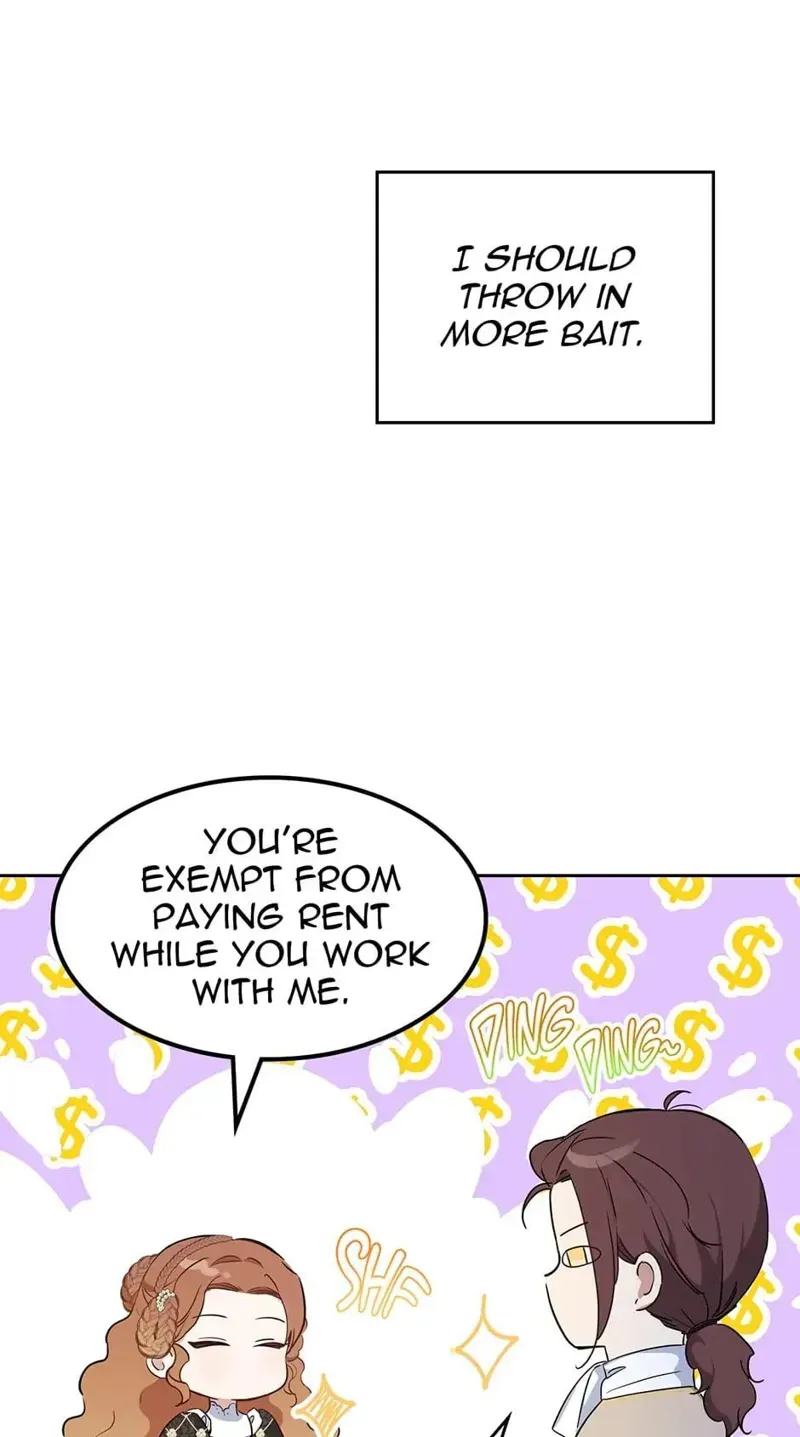 I SHOULD
THROW IN
MORE BAIT.
YOU'RE
EXEMPT FROM
PAYING RENT
WHILE YOU WORK
WITH ME.
DING
DING~
SHF